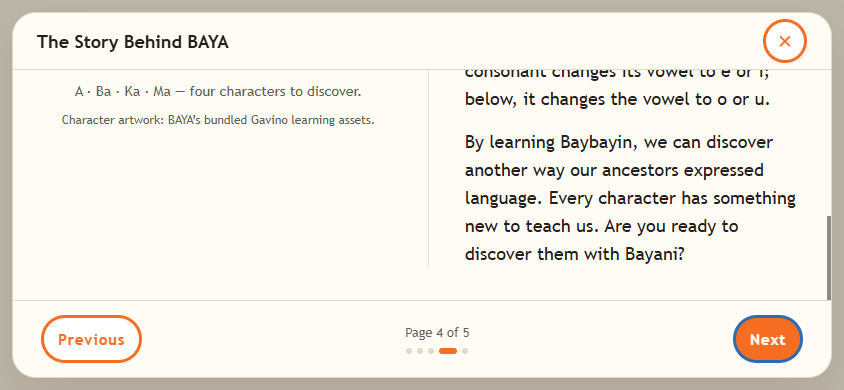 The Story Behind BAYA
A · Ba · Ka · Ma — four characters to discover.
Character artwork: BAYA's bundled Gavino learning assets.
consonant changes its vowel to e or i;
below, it changes the vowel to o or u.
By learning Baybayin, we can discover
another way our ancestors expressed
language. Every character has something
new to teach us. Are you ready to
discover them with Bayani?
Previous
Page 4 of 5
Next